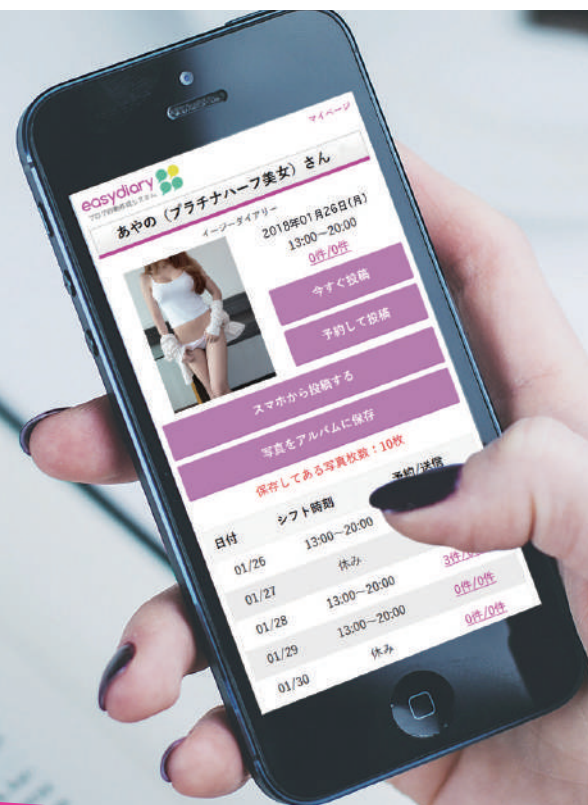 マイページ
easydiary
ブログ自動作成システム
あやの（プラチナハーフ美女）さん
イージーダイアリー
2018年01月26日(月)
13:00～20:00
0件/0件
今すぐ投稿
予約して投稿
スマホから投稿する
写真をアルバムに保存
保存してある写真枚数：10枚
日付 シフト時刻 予約/送信
01/26 13:00～20:00
01/27 休み 3件/
01/28 13:00～20:00 0件/0件
01/29 13:00～20:00 0件/0件
01/30 休み